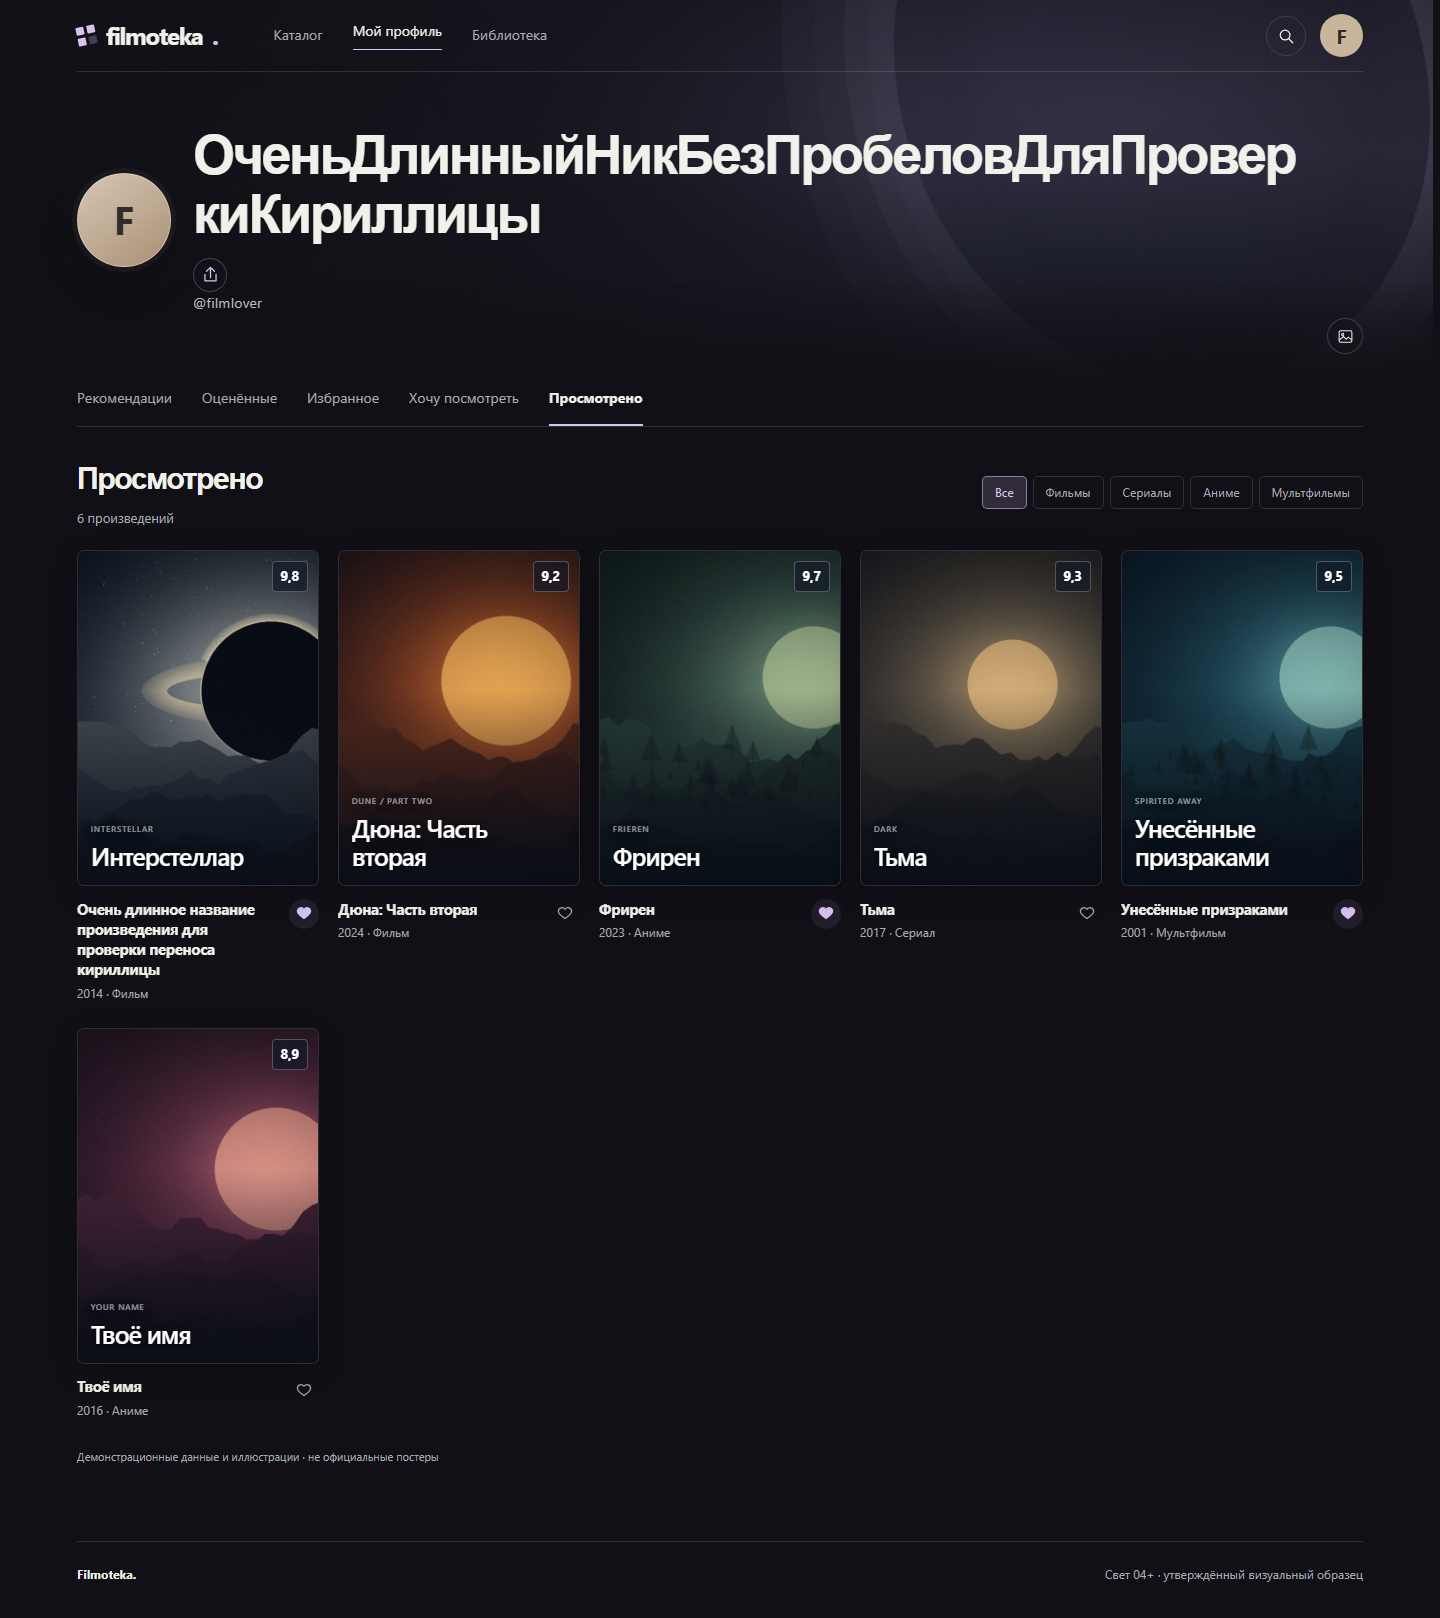 filmoteka.
Каталог
Мой профиль
Библиотека
F
F
ОченьДлинныйНикБезПробеловДляПровер
киКириллицы
@filmlover
Рекомендации
Оценённые
Избранное
Хочу посмотреть
Просмотрено
Просмотрено
6 произведений
Все
Фильмы
Сериалы
Аниме
Мультфильмы
9,8
INTERSTELLAR
Интерстеллар
Очень длинное название
произведения для
проверки переноса
кириллицы
2014 · Фильм
9,2
DUNE / PART TWO
Дюна: Часть
вторая
Дюна: Часть вторая
2024 · Фильм
9,7
FRIEREN
Фрирен
Фрирен
2023 · Аниме
9,3
DARK
Тьма
Тьма
2017 · Сериал
9,5
SPIRITED AWAY
Унесённые
призраками
Унесённые призраками
2001 · Мультфильм
8,9
YOUR NAME
Твоё имя
Твоё имя
2016 · Аниме
Демонстрационные данные и иллюстрации · не официальные постеры
Filmoteka.
Свет 04+ · утверждённый визуальный образец